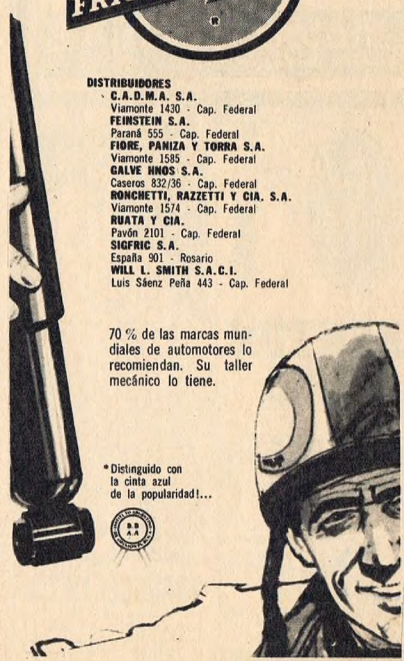 FRIC
®
DISTRIBUIDORES
C.A.D.M.A. S.A.
Viamonte 1430 - Cap. Federal
FEINSTEIN S.A.
Paraná 555 - Cap. Federal
FIORE, PANIZA Y TORRA S.A.
Viamonte 1585 - Cap. Federal
GALVE HNOS S.A.
Caseros 832/36 - Cap. Federal
RONCHETTI, RAZZETTI Y CIA. S.A.
Viamonte 1574 - Cap. Federal
RUATA Y CIA.
Pavón 2101 - Cap. Federal
SIGFRIC S.A.
España 901 - Rosario
WILL L. SMITH S.A.C.I.
Luis Sáenz Peña 443 - Cap. Federal
70 % de las marcas mun-
diales de automotores lo
recomiendan. Su taller
mecánico lo tiene.
*Distinguido con
la cinta azul
de la popularidad!...